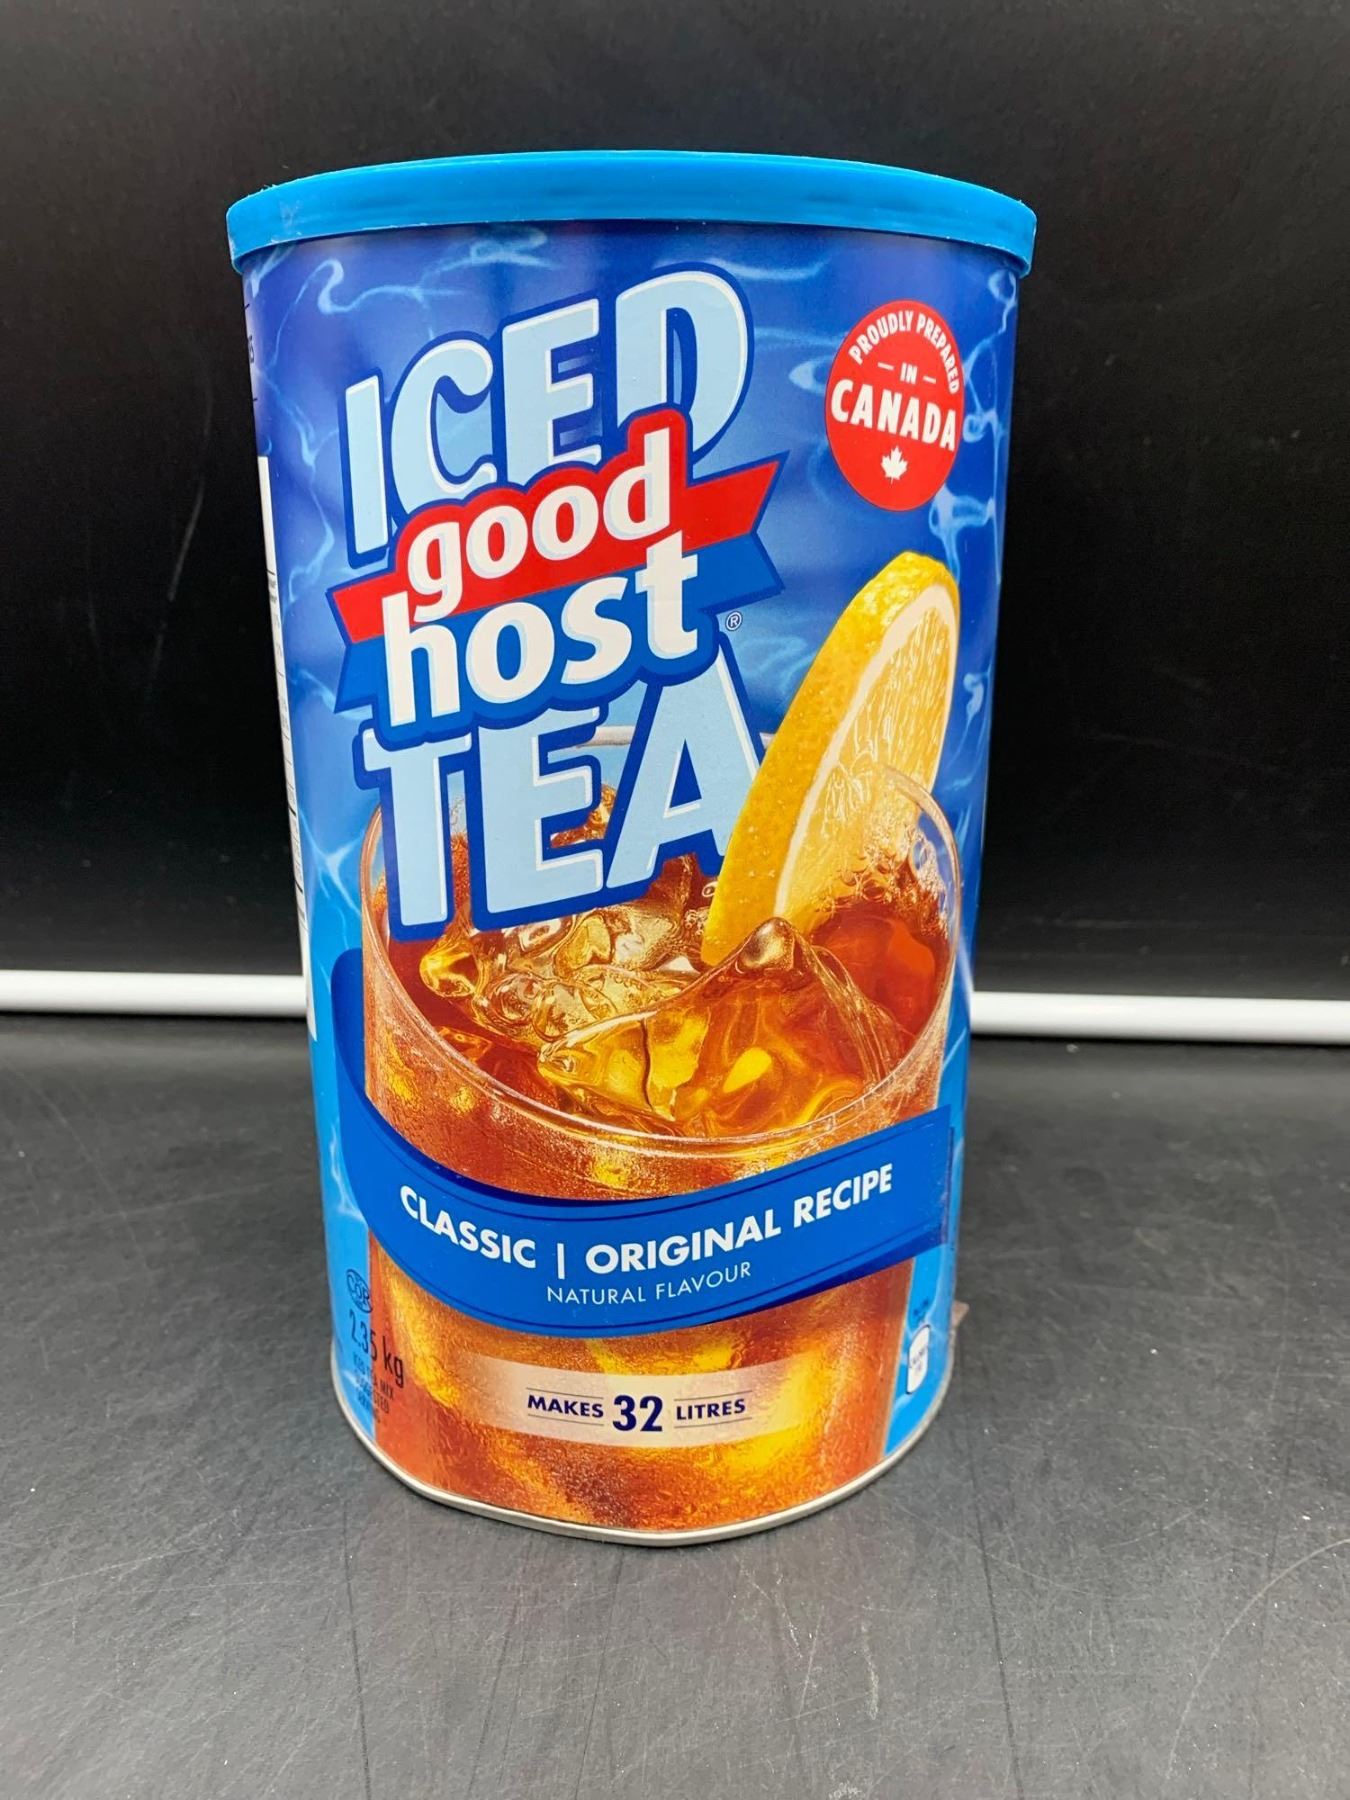 ICED
good
host®
TEA
PROUDLY PREPARED
IN
CANADA
CLASSIC | ORIGINAL RECIPE
NATURAL FLAVOUR
COR
2.35 kg
MAKES 32 LITRES